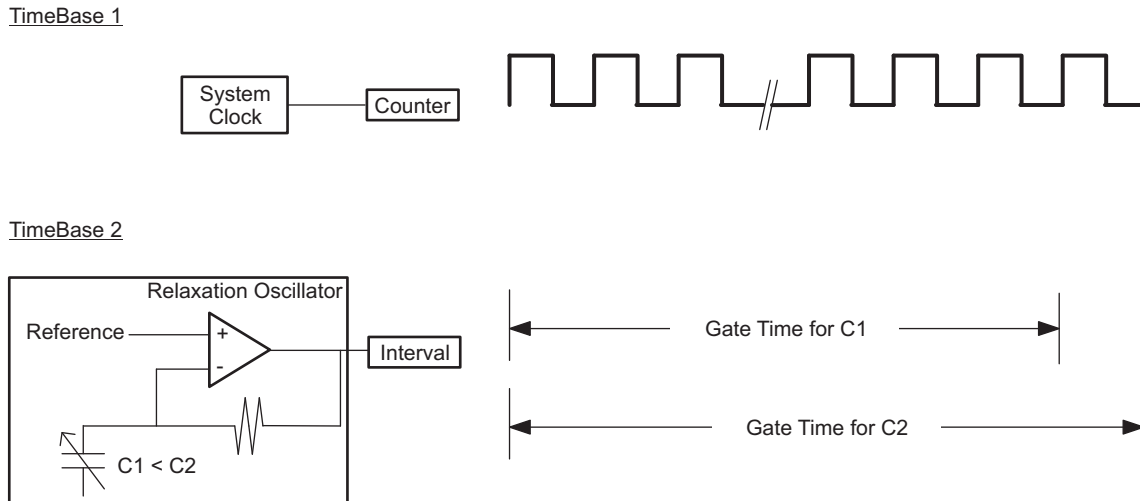 TimeBase 1
System
Clock
Counter
TimeBase 2
Relaxation Oscillator
Reference
+
-
Interval
C1 < C2
Gate Time for C1
Gate Time for C2